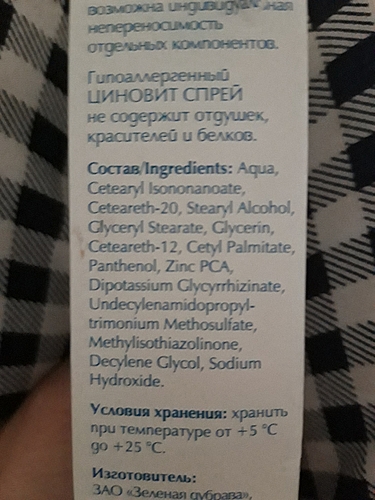 возможна индивидуальная
непереносимость
отдельных компонентов.
Гипоаллергенный
ЦИНОВИТ СПРЕЙ
не содержит отдушек,
красителей и белков.
Состав/Ingredients: Aqua,
Cetearyl Isononanoate,
Ceteareth-20, Stearyl Alcohol,
Glyceryl Stearate, Glycerin,
Ceteareth-12, Cetyl Palmitate,
Panthenol, Zinc PCA,
Dipotassium Glycyrrhizinate,
Undecylenamidopropyl-
trimonium Methosulfate,
Methylisothiazolinone,
Decylene Glycol, Sodium
Hydroxide.
Условия хранения: хранить
при температуре от +5 °C
до +25 °C.
Изготовитель:
ЗАО «Зеленая дубрава»,